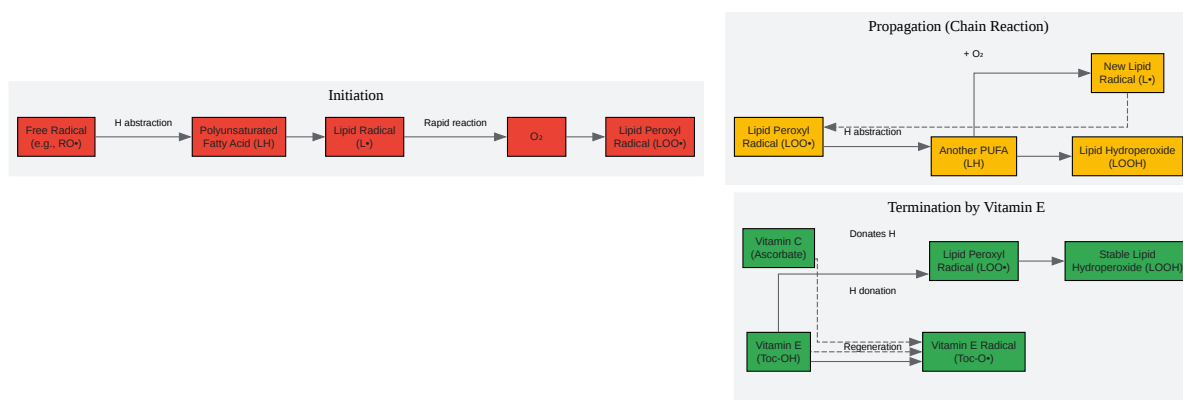 Initiation
Free Radical
(e.g., RO•)
H abstraction
Polyunsaturated
Fatty Acid (LH)
Lipid Radical
(L•)
Rapid reaction
O₂
Lipid Peroxyl
Radical (LOO•)
Propagation (Chain Reaction)
+ O₂
New Lipid
Radical (L•)
Lipid Peroxyl
Radical (LOO•)
H abstraction
Another PUFA
(LH)
Lipid Hydroperoxide
(LOOH)
Termination by Vitamin E
Vitamin C
(Ascorbate)
Donates H
Lipid Peroxyl
Radical (LOO•)
Stable Lipid
Hydroperoxide (LOOH)
H donation
Vitamin E
(Toc-OH)
Regeneration
Vitamin E Radical
(Toc-O•)